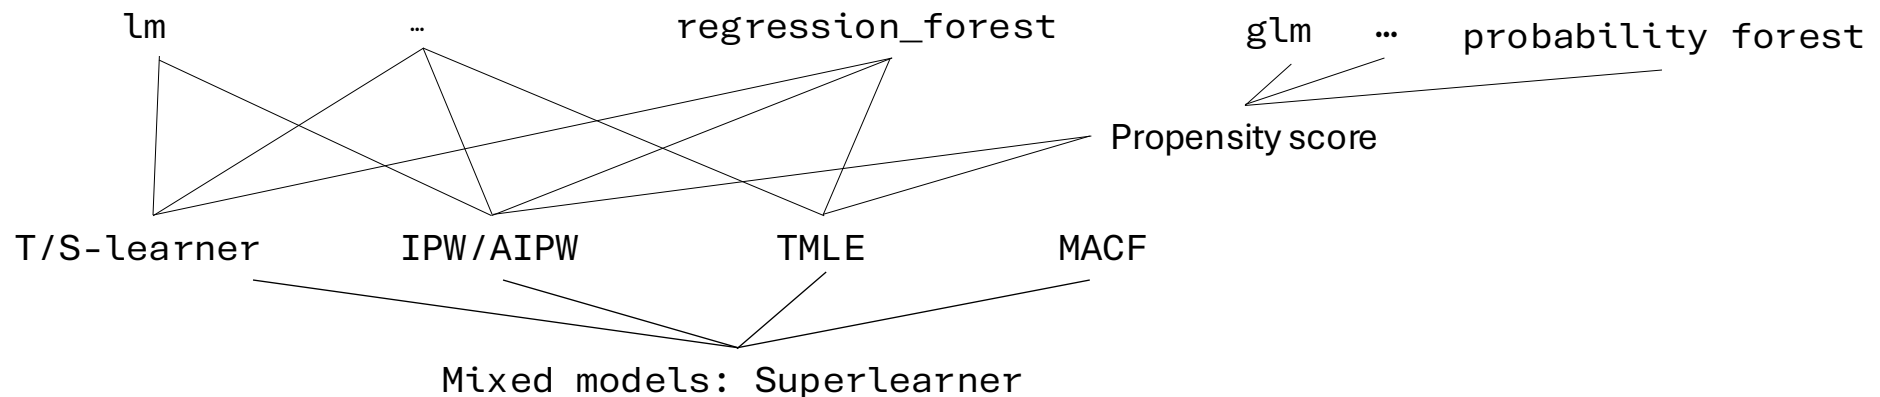 lm … regression_forest glm … probability forest
Propensity score
T/S-learner IPW/AIPW TMLE MACF
Mixed models: Superlearner